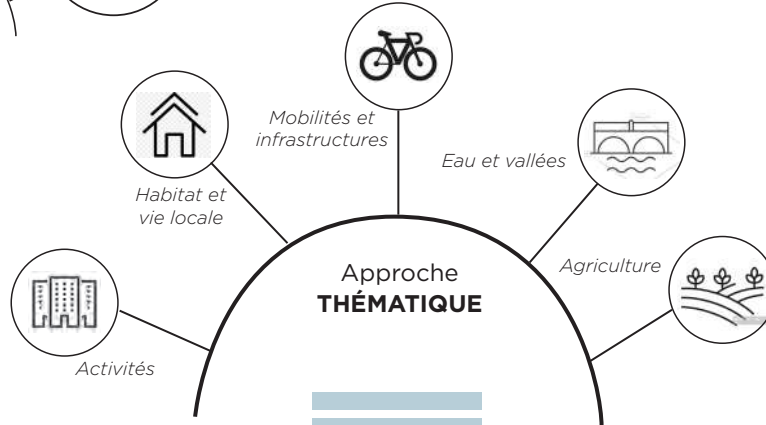 Mobilités et
infrastructures
Eau et vallées
Habitat et
vie locale
Approche
THÉMATIQUE
Agriculture
Activités